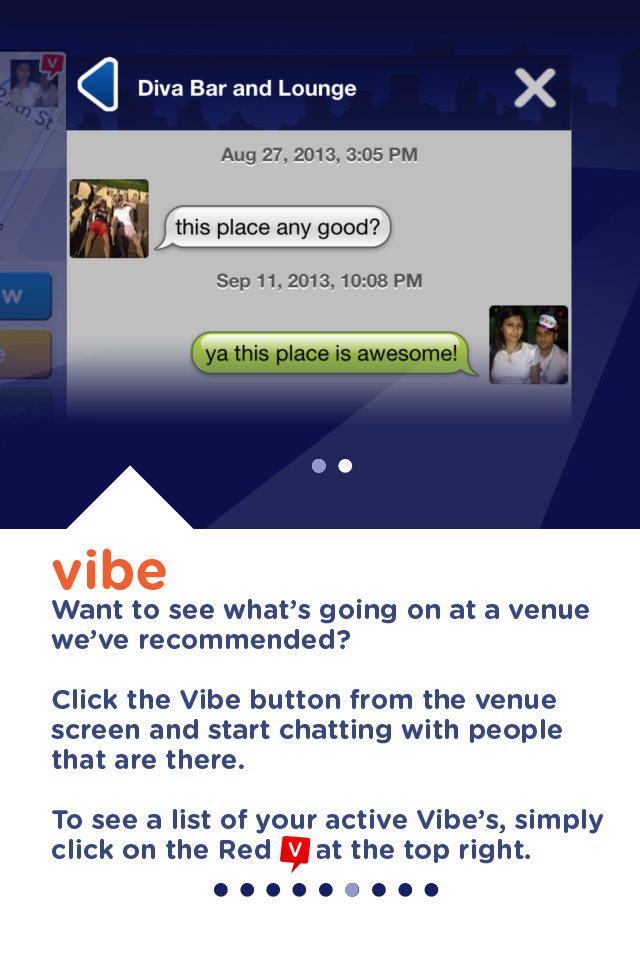 V
Diva Bar and Lounge
Aug 27, 2013, 3:05 PM
this place any good?
Sep 11, 2013, 10:08 PM
ya this place is awesome!
vibe
Want to see what’s going on at a venue
we’ve recommended?
Click the Vibe button from the venue
screen and start chatting with people
that are there.
To see a list of your active Vibe’s, simply
click on the Red V at the top right.